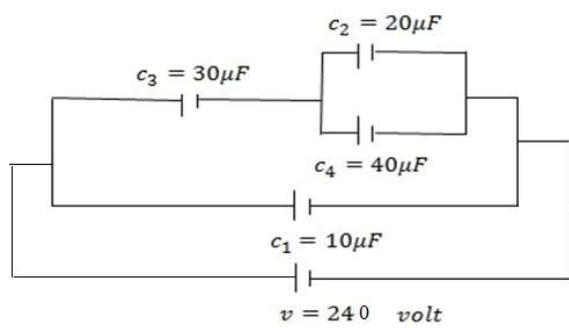 c₂ = 20μF
c₃ = 30μF
c₄ = 40μF
c₁ = 10μF
v = 240 volt